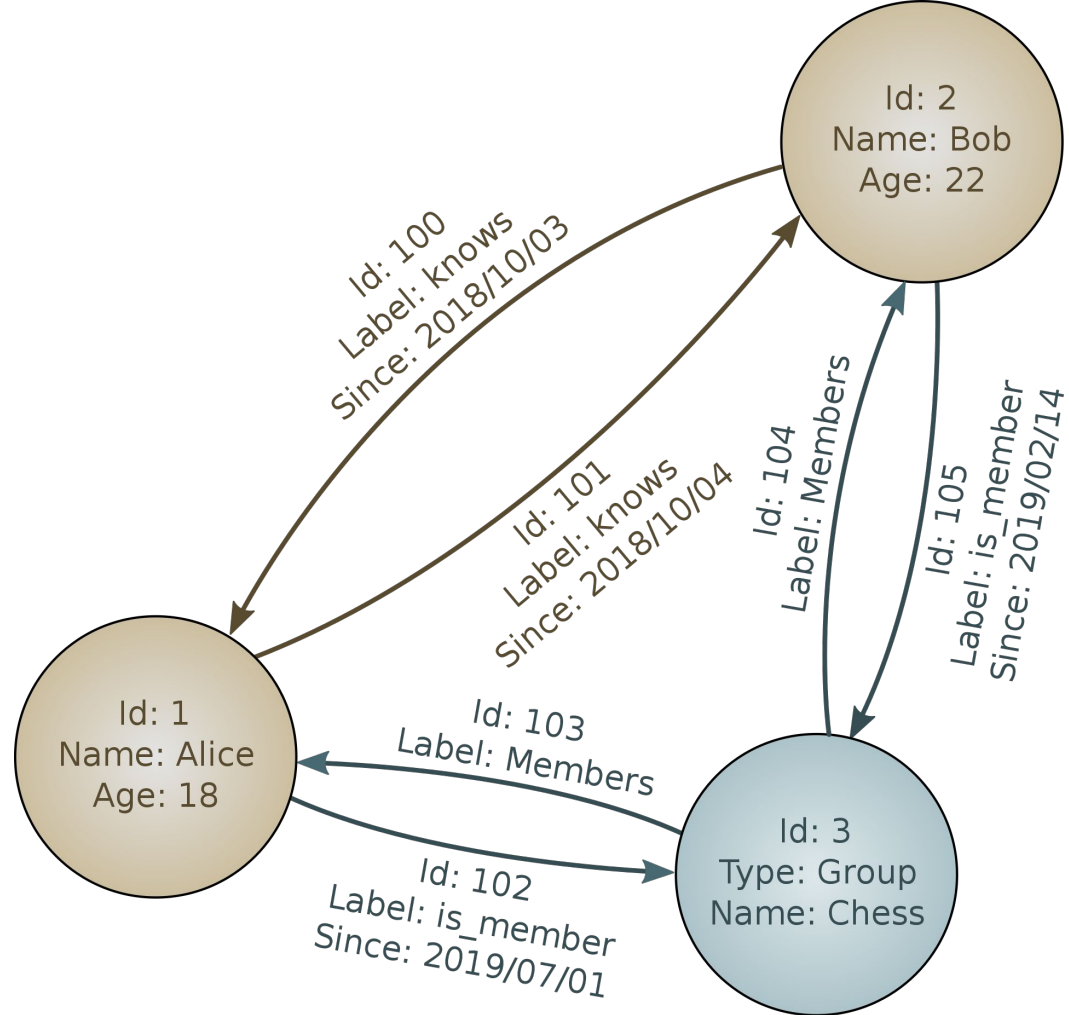 Id: 2
Name: Bob
Age: 22
Id: 100
Label: knows
Since: 2018/10/03
Id: 101
Label: knows
Since: 2018/10/04
Id: 104
Label: Members
Id: 105
Label: is_member
Since: 2019/02/14
Id: 1
Name: Alice
Age: 18
Id: 103
Label: Members
Id: 102
Label: is_member
Since: 2019/07/01
Id: 3
Type: Group
Name: Chess